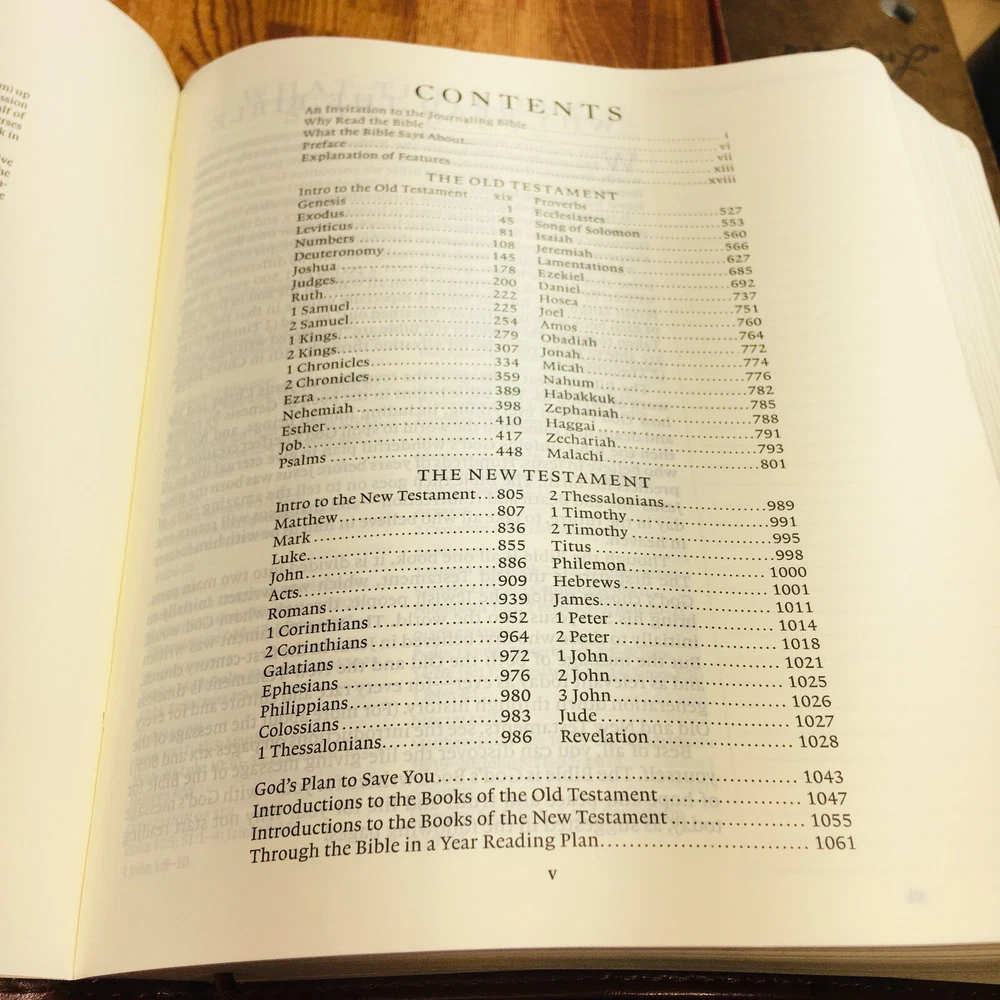 CONTENTS
An Invitation to the Journaling Bible i
Why Read the Bible vi
What the Bible Says About vii
Preface xiii
Explanation of Features xviii
THE OLD TESTAMENT
Intro to the Old Testament xix
Genesis 1
Exodus 45
Leviticus 81
Numbers 108
Deuteronomy 145
Joshua 178
Judges 200
Ruth 222
1 Samuel 225
2 Samuel 254
1 Kings 279
2 Kings 307
1 Chronicles 334
2 Chronicles 359
Ezra 389
Nehemiah 398
Esther 410
Job 417
Psalms 448
Proverbs 527
Ecclesiastes 553
Song of Solomon 560
Isaiah 566
Jeremiah 627
Lamentations 685
Ezekiel 692
Daniel 737
Hosea 751
Joel 760
Amos 764
Obadiah 772
Jonah 774
Micah 776
Nahum 782
Habakkuk 785
Zephaniah 788
Haggai 791
Zechariah 793
Malachi 801
THE NEW TESTAMENT
Intro to the New Testament 805
Matthew 807
Mark 836
Luke 855
John 886
Acts 909
Romans 939
1 Corinthians 952
2 Corinthians 964
Galatians 972
Ephesians 976
Philippians 980
Colossians 983
1 Thessalonians 986
2 Thessalonians 989
1 Timothy 991
2 Timothy 995
Titus 998
Philemon 1000
Hebrews 1001
James 1011
1 Peter 1014
2 Peter 1018
1 John 1021
2 John 1025
3 John 1026
Jude 1027
Revelation 1028
God's Plan to Save You 1043
Introductions to the Books of the Old Testament 1047
Introductions to the Books of the New Testament 1055
Through the Bible in a Year Reading Plan 1061
v